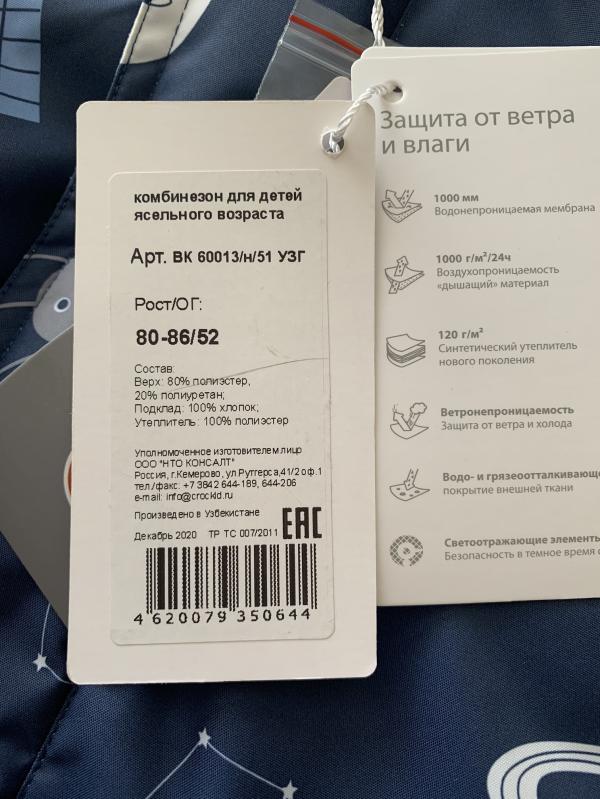 комбинезон для детей
ясельного возраста
Арт. ВК 60013/н/51 УЗГ
Рост/ОГ:
80-86/52
Состав:
Верх: 80% полиэстер,
20% полиуретан;
Подклад: 100% хлопок;
Утеплитель: 100% полиэстер
Уполномоченное изготовителем лицо
ООО "НТО КОНСАЛТ"
Россия, г.Кемерово, ул.Рутгерса,41/2 оф.1
тел./факс: +7 3842 644-189, 644-206
e-mail: info@crockid.ru
Произведено в Узбекистане
Декабрь 2020 ТР ТС 007/2011
EAC
4 620079 350644
Защита от ветра
и влаги
1000 мм
Водонепроницаемая мембрана
1000 г/м²/24ч
Воздухопроницаемость
«дышащий» материал
120 г/м²
Синтетический утеплитель
нового поколения
Ветронепроницаемость
Защита от ветра и холода
Водо- и грязеотталкивающе
покрытие внешней ткани
Светоотражающие элементы
Безопасность в темное время